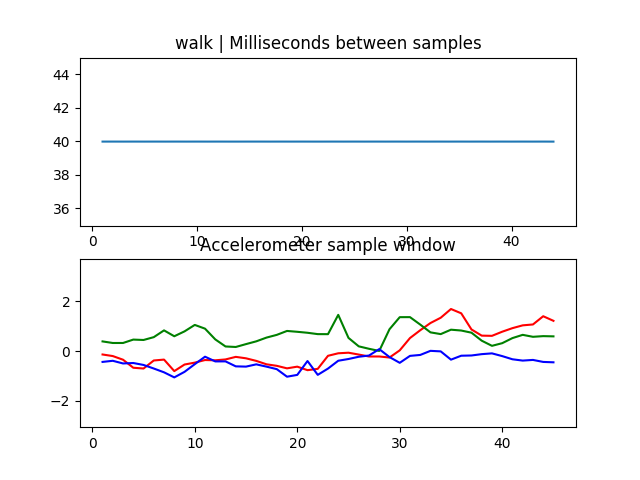 walk | Milliseconds between samples
44
42
40
38
36
0 10 20 30 40
Accelerometer sample window
2
0
−2
0 10 20 30 40